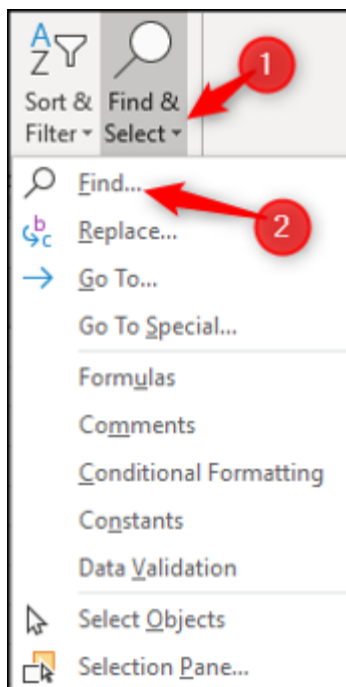 A
Z
Sort & Find &
Filter Select
1
Find...
2
b
c
Replace...
Go To...
Go To Special...
Formulas
Comments
Conditional Formatting
Constants
Data Validation
Select Objects
Selection Pane...